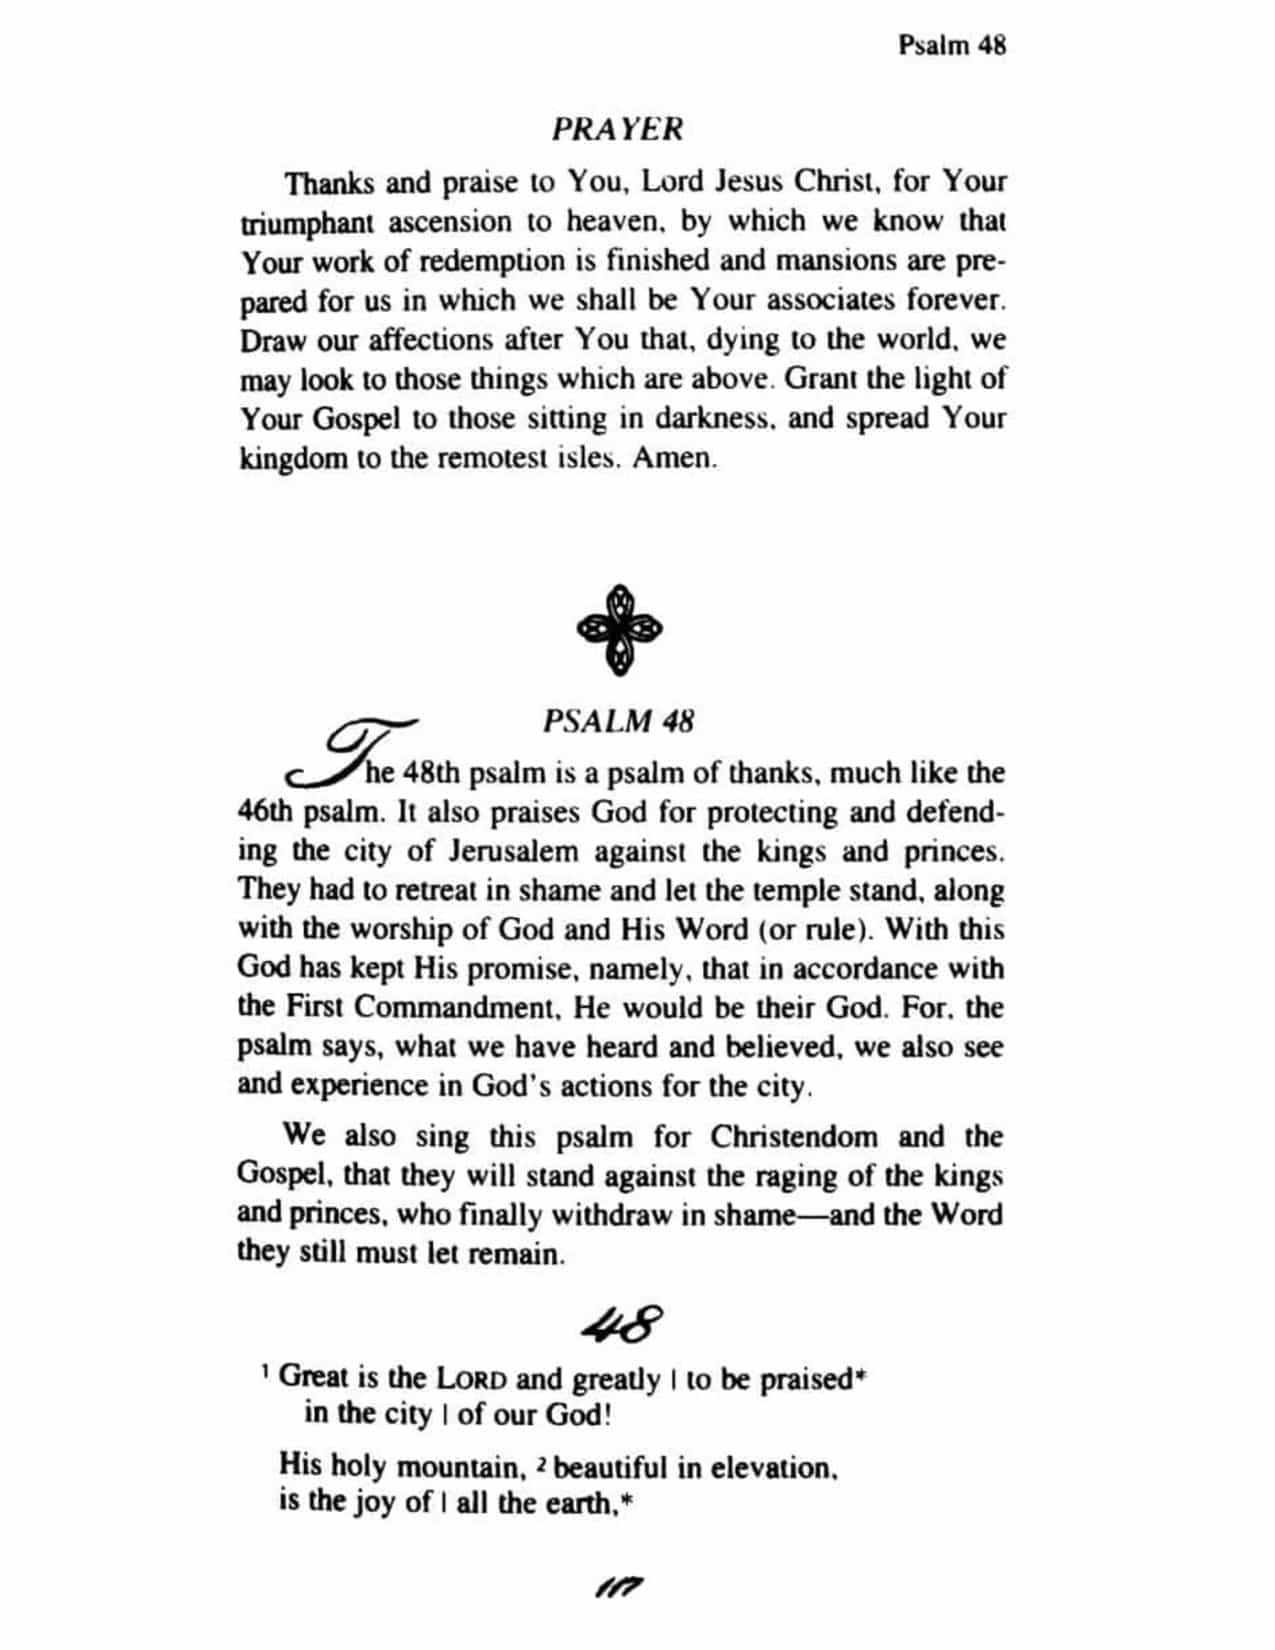 Psalm 48
PRAYER
Thanks and praise to You, Lord Jesus Christ, for Your
triumphant ascension to heaven, by which we know that
Your work of redemption is finished and mansions are pre-
pared for us in which we shall be Your associates forever.
Draw our affections after You that, dying to the world, we
may look to those things which are above. Grant the light of
Your Gospel to those sitting in darkness, and spread Your
kingdom to the remotest isles. Amen.
PSALM 48
The 48th psalm is a psalm of thanks, much like the
46th psalm. It also praises God for protecting and defend-
ing the city of Jerusalem against the kings and princes.
They had to retreat in shame and let the temple stand, along
with the worship of God and His Word (or rule). With this
God has kept His promise, namely, that in accordance with
the First Commandment, He would be their God. For, the
psalm says, what we have heard and believed, we also see
and experience in God's actions for the city.
We also sing this psalm for Christendom and the
Gospel, that they will stand against the raging of the kings
and princes, who finally withdraw in shame—and the Word
they still must let remain.
48
1 Great is the LORD and greatly | to be praised*
in the city | of our God!
His holy mountain, 2 beautiful in elevation,
is the joy of | all the earth,*
117